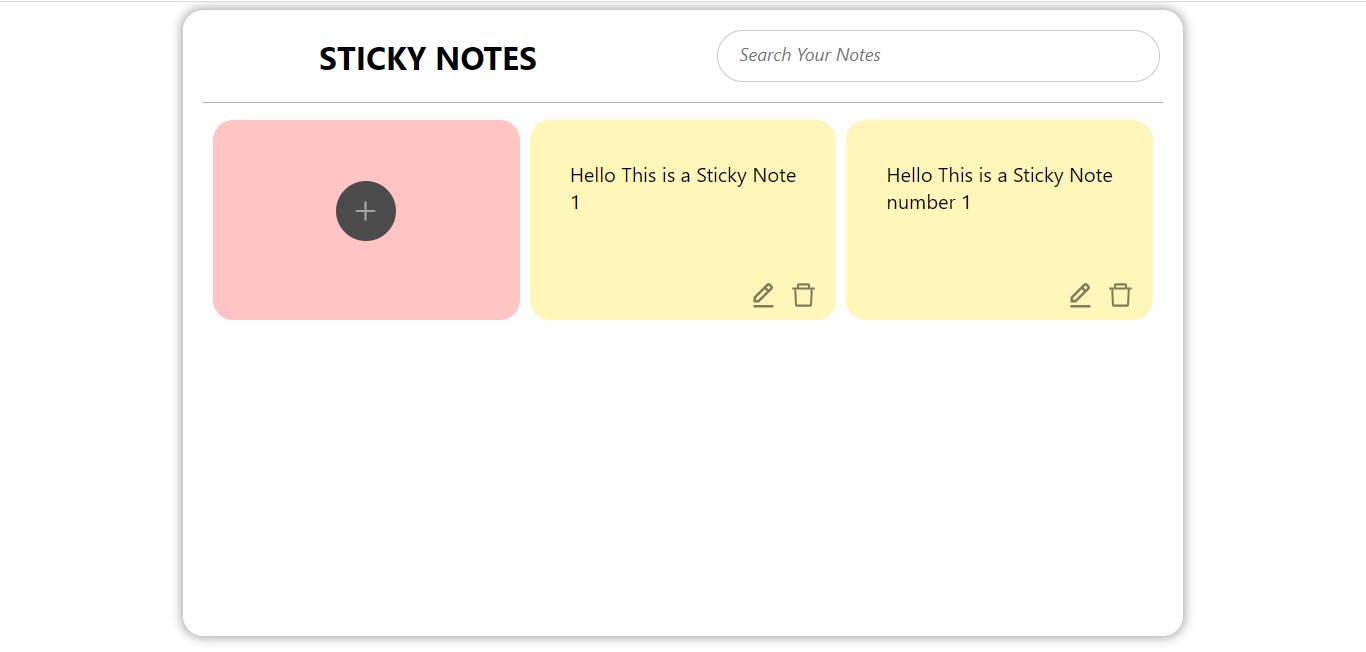 STICKY NOTES
Search Your Notes
Hello This is a Sticky Note
1
Hello This is a Sticky Note
number 1